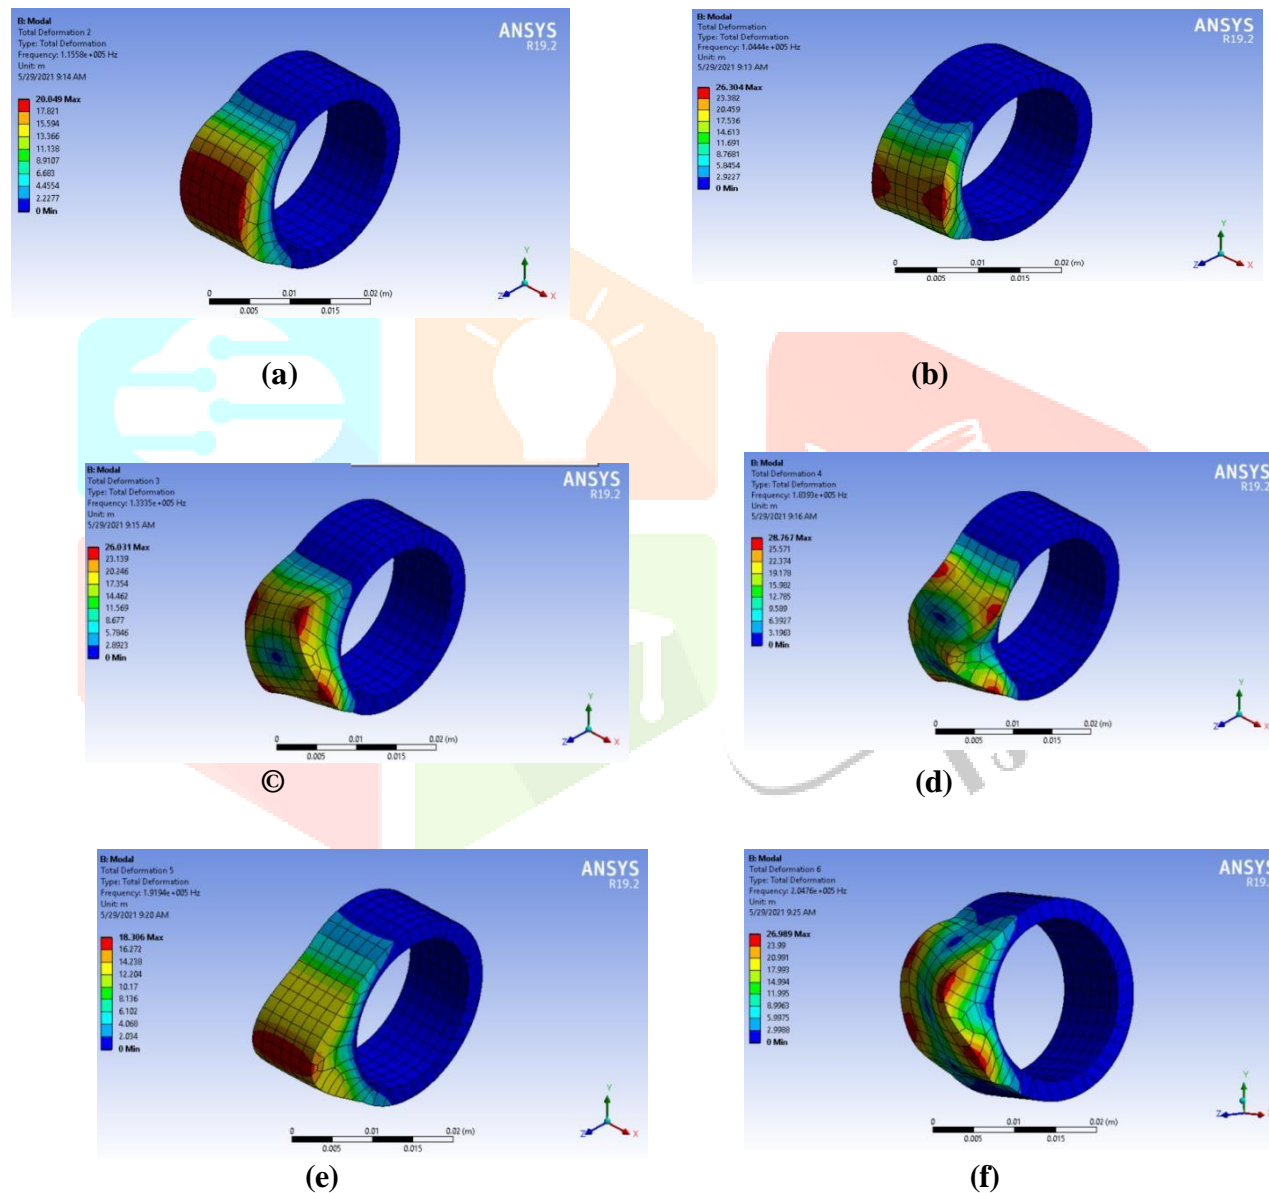 B: Modal
Total Deformation 2
Type: Total Deformation
Frequency: 1.1558e+005 Hz
Unit: m
5/29/2021 9:14 AM
20.049 Max
17.821
15.594
13.366
11.138
8.9107
6.683
4.4554
2.2277
0 Min
ANSYS
R19.2
Y
Z
X
0
0.01
0.02 (m)
0.005
0.015
(a)
B: Modal
Total Deformation
Type: Total Deformation
Frequency: 1.0444e+005 Hz
Unit: m
5/29/2021 9:13 AM
26.304 Max
23.382
20.459
17.536
14.613
11.691
8.7681
5.8454
2.9227
0 Min
ANSYS
R19.2
Y
Z
X
0
0.01
0.02 (m)
0.005
0.015
(b)
B: Modal
Total Deformation 3
Type: Total Deformation
Frequency: 1.3335e+005 Hz
Unit: m
5/29/2021 9:15 AM
26.031 Max
23.139
20.246
17.354
14.462
11.569
8.677
5.7846
2.8923
0 Min
ANSYS
R19.2
Y
Z
X
0
0.01
0.02 (m)
0.005
0.015
©
B: Modal
Total Deformation 4
Type: Total Deformation
Frequency: 1.8393e+005 Hz
Unit: m
5/29/2021 9:16 AM
28.767 Max
25.571
22.374
19.178
15.982
12.785
9.589
6.3927
3.1963
0 Min
ANSYS
R19.2
Y
Z
X
0
0.01
0.02 (m)
0.005
0.015
(d)
B: Modal
Total Deformation 5
Type: Total Deformation
Frequency: 1.9194e+005 Hz
Unit: m
5/29/2021 9:20 AM
18.306 Max
16.272
14.238
12.204
10.17
8.136
6.102
4.068
2.034
0 Min
ANSYS
R19.2
Y
Z
X
0
0.01
0.02 (m)
0.005
0.015
(e)
B: Modal
Total Deformation 6
Type: Total Deformation
Frequency: 2.0476e+005 Hz
Unit: m
5/29/2021 9:25 AM
26.989 Max
23.99
20.991
17.993
14.994
11.995
8.9963
5.9975
2.9988
0 Min
ANSYS
R19.2
Y
Z
X
0
0.01
0.02 (m)
0.005
0.015
(f)